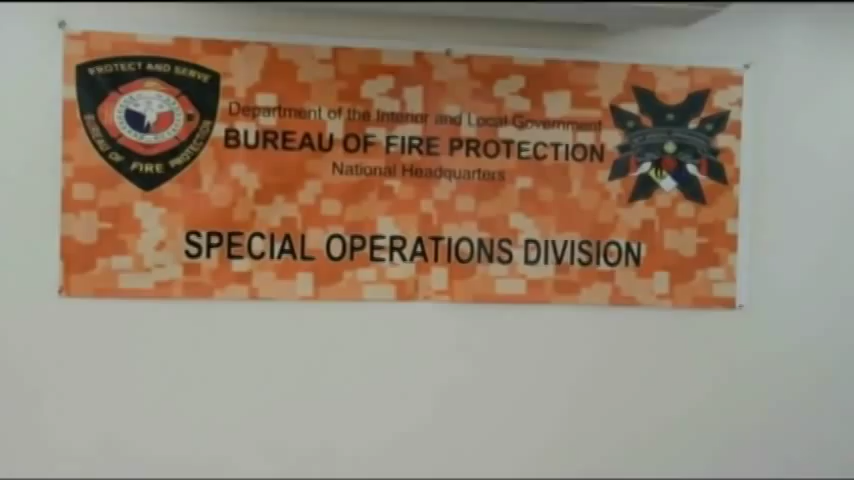 PROTECT AND SERVE
BUREAU OF FIRE PROTECTION
Department of the Interior and Local Government
BUREAU OF FIRE PROTECTION
National Headquarters
SPECIAL OPERATIONS DIVISION